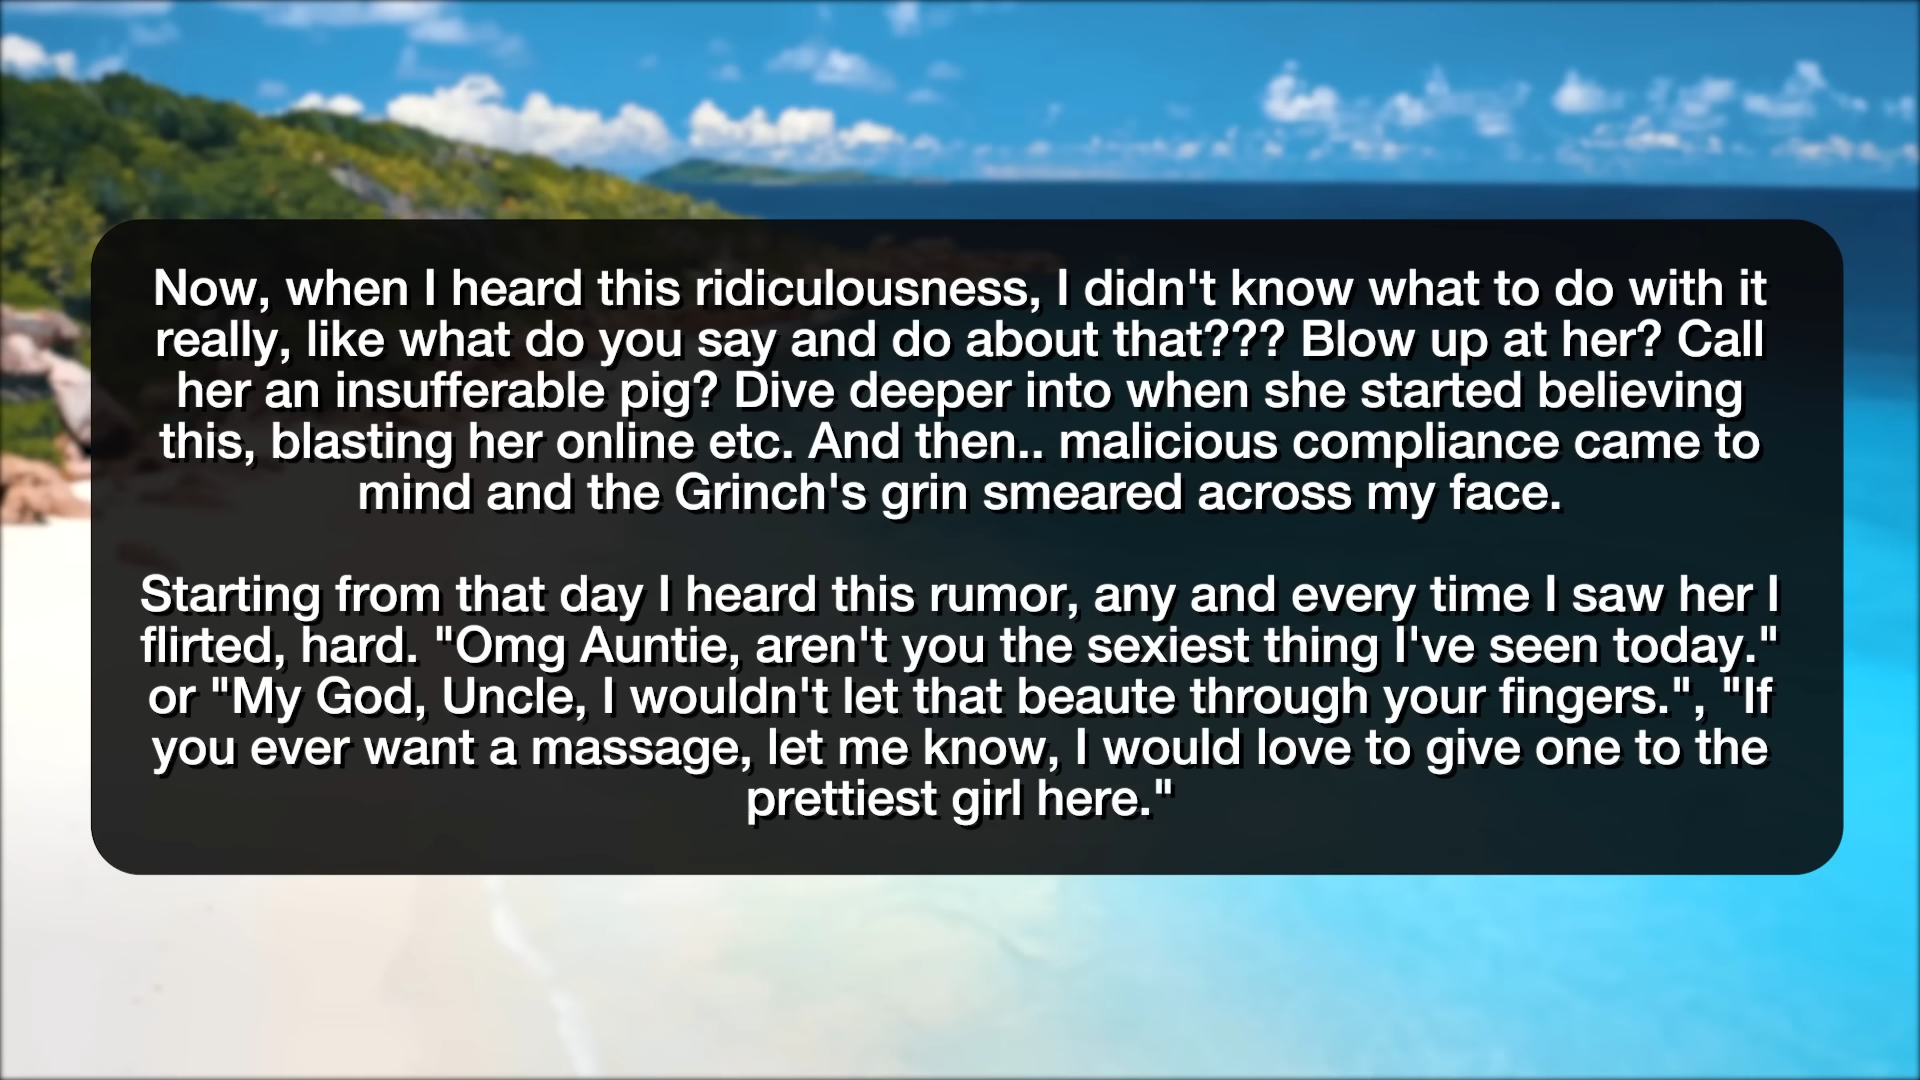 Now, when I heard this ridiculousness, I didn't know what to do with it
really, like what do you say and do about that??? Blow up at her? Call
her an insufferable pig? Dive deeper into when she started believing
this, blasting her online etc. And then.. malicious compliance came to
mind and the Grinch's grin smeared across my face.
Starting from that day I heard this rumor, any and every time I saw her I
flirted, hard. "Omg Auntie, aren't you the sexiest thing I've seen today."
or "My God, Uncle, I wouldn't let that beaute through your fingers.", "If
you ever want a massage, let me know, I would love to give one to the
prettiest girl here."